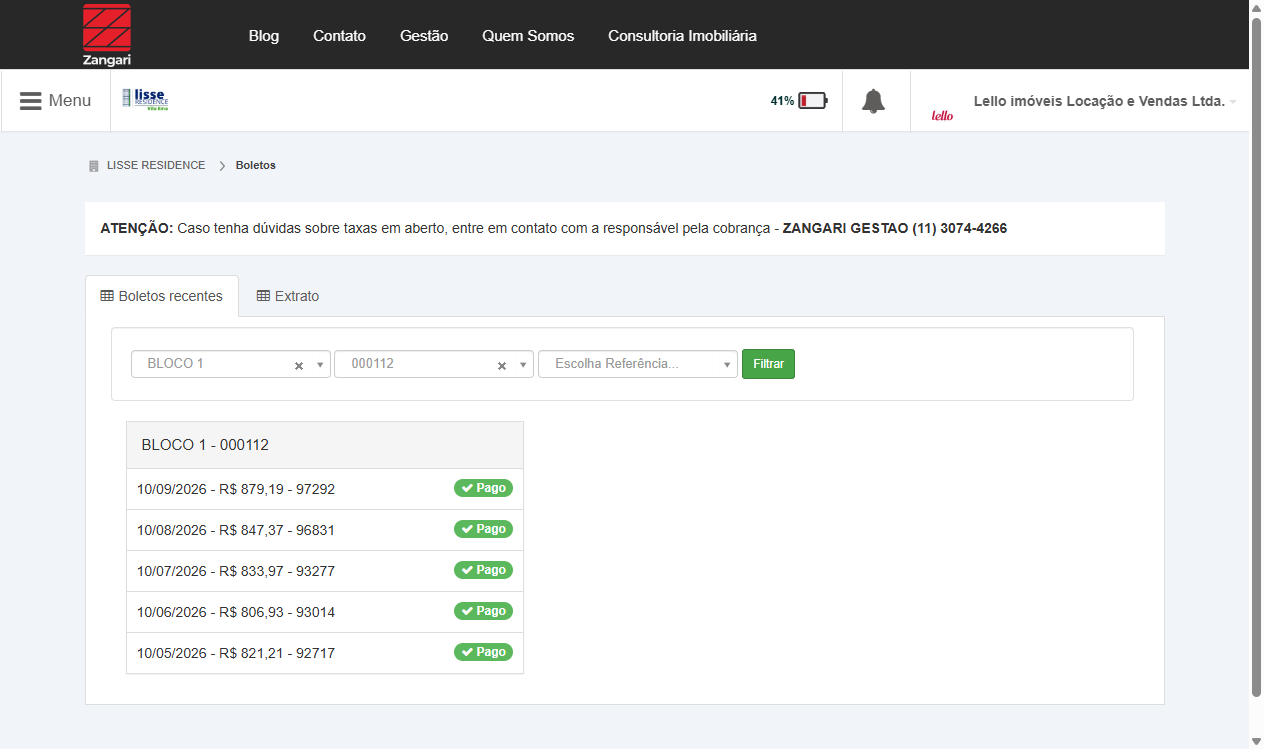 Zangari
Blog Contato Gestão Quem Somos Consultoria Imobiliária
Menu
lisse
RESIDENCE
Vila Ema
41%
lello
Lello imóveis Locação e Vendas Ltda.
LISSE RESIDENCE > Boletos
ATENÇÃO: Caso tenha dúvidas sobre taxas em aberto, entre em contato com a responsável pela cobrança - ZANGARI GESTAO (11) 3074-4266
Boletos recentes Extrato
BLOCO 1 × 000112 × Escolha Referência... Filtrar
BLOCO 1 - 000112
10/09/2026 - R$ 879,19 - 97292 Pago
10/08/2026 - R$ 847,37 - 96831 Pago
10/07/2026 - R$ 833,97 - 93277 Pago
10/06/2026 - R$ 806,93 - 93014 Pago
10/05/2026 - R$ 821,21 - 92717 Pago